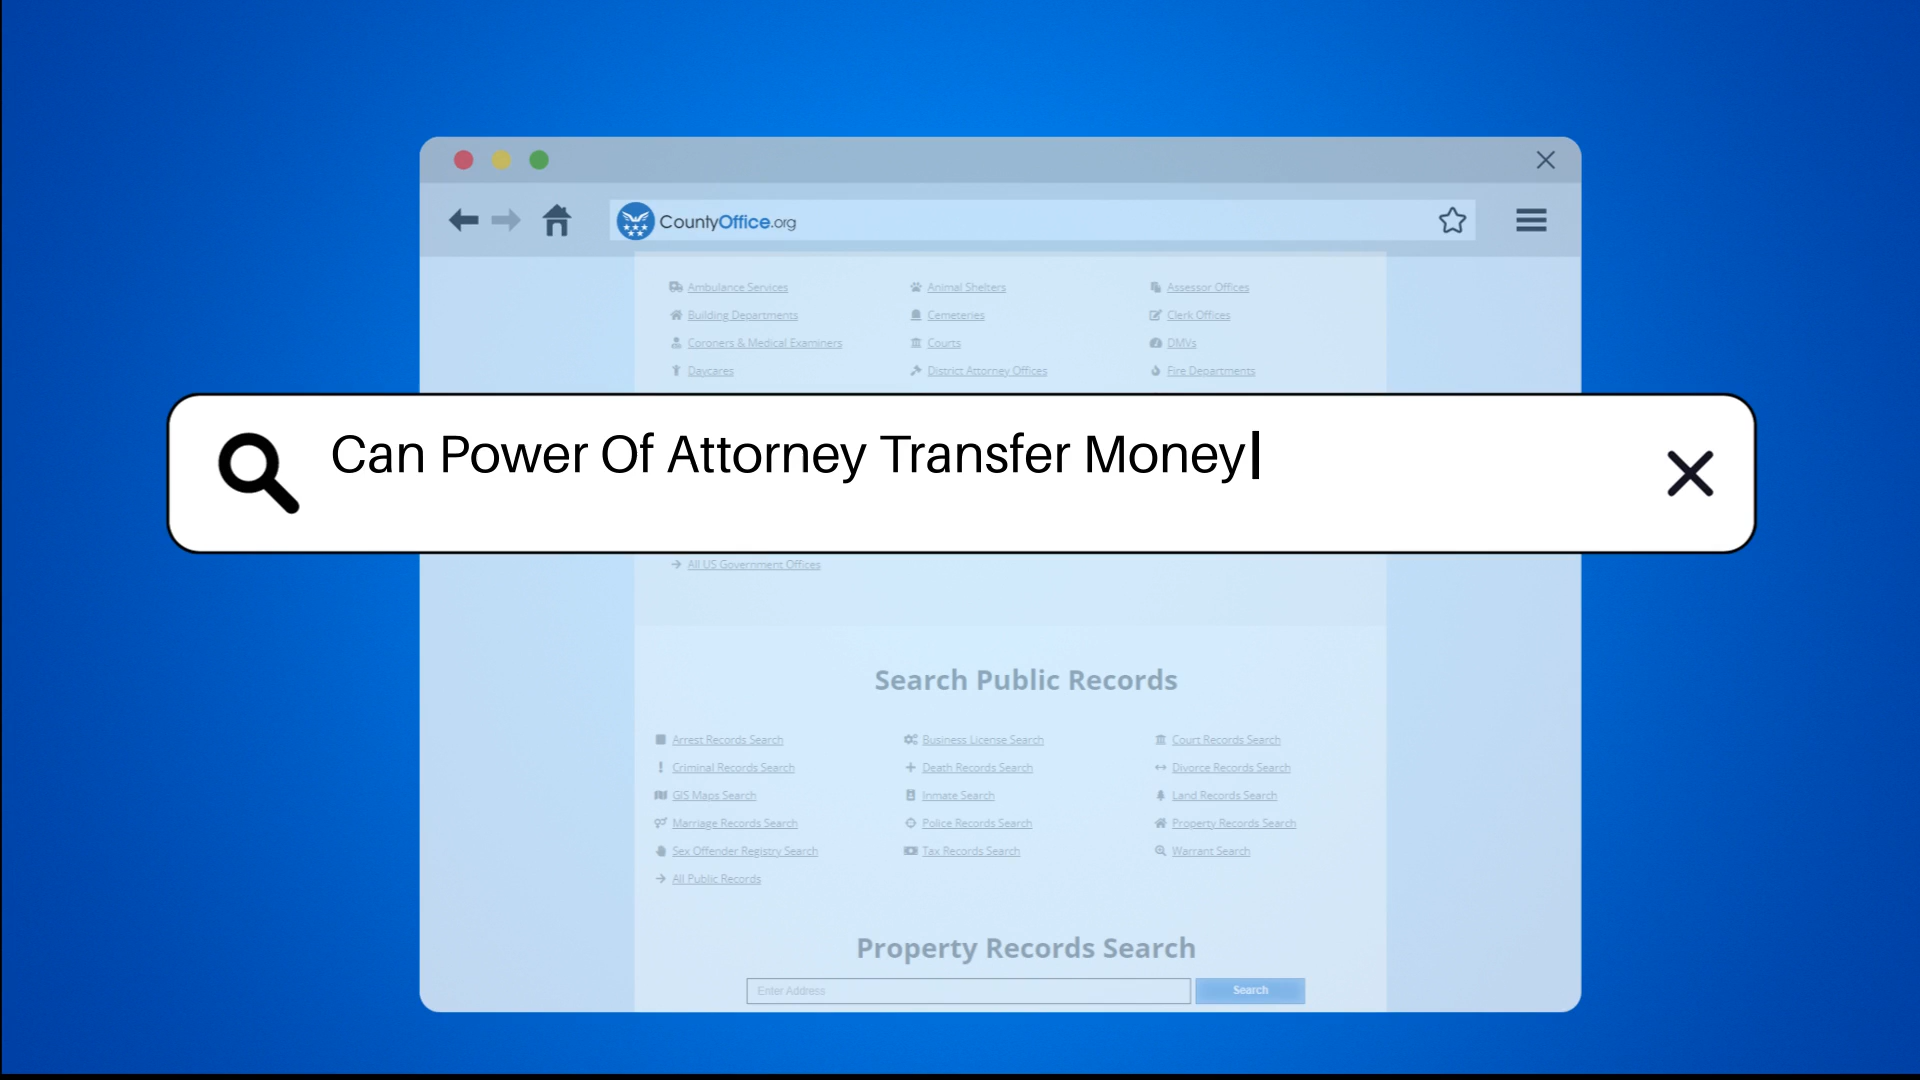 CountyOffice.org
Ambulance Services Animal Shelters Assessor Offices
Building Departments Cemeteries Clerk Offices
Coroners & Medical Examiners Courts DMVs
Daycares District Attorney Offices Fire Departments
Can Power Of Attorney Transfer Money
All US Government Offices
Search Public Records
Arrest Records Search Business License Search Court Records Search
Criminal Records Search Death Records Search Divorce Records Search
GIS Maps Search Inmate Search Land Records Search
Marriage Records Search Police Records Search Property Records Search
Sex Offender Registry Search Tax Records Search Warrant Search
All Public Records
Property Records Search
Enter Address Search